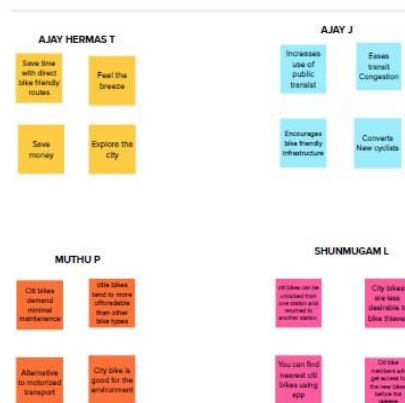 AJAY HERMAS T
Save time
with direct
bike friendly
routes
Feel the
breeze
Save
money
Explore the
city
AJAY J
Increases
use of
public
transist
Eases
transit
Congestion
Encourages
bike friendly
infrastructure
Converts
New cyclists
MUTHU P
Citi bikes
demand
minimal
maintenance
citie bikes
tend to more
affoadable
than other
bike types
Alternative
to motorized
transport
City bike is
good for the
environment
SHUNMUGAM L
citi bikes can be
unlocked from
one station and
returned to
another station
City bikes
are less
desirable to
bike thieves
You can find
nearest citi
bikes using
app
Citi bike
members will
get access to
the new bikes
before the
release